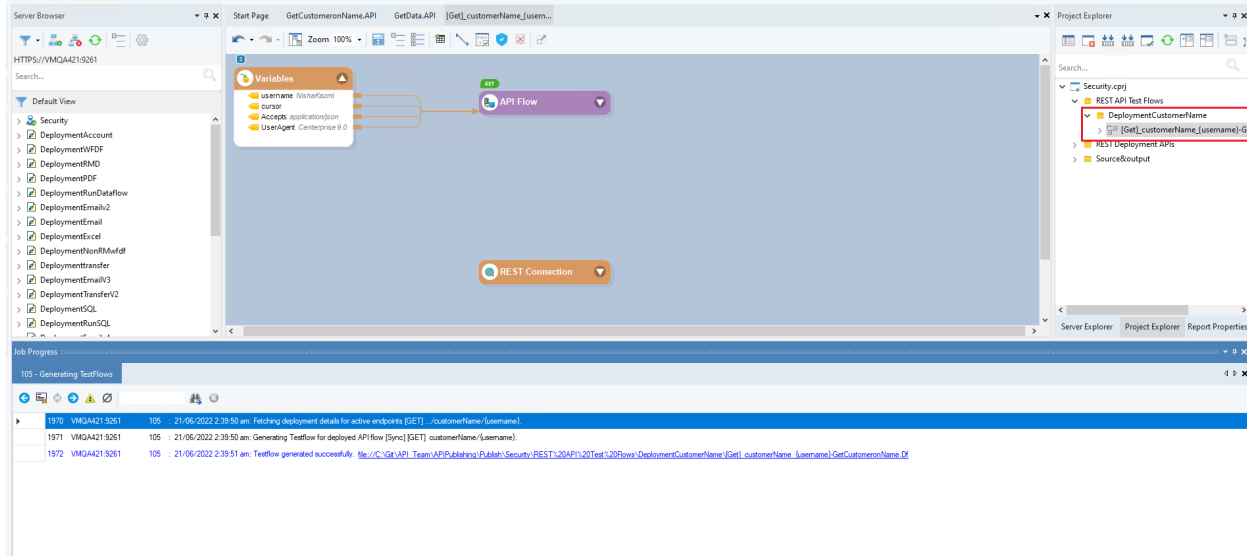 Server Browser
Start Page GetCustomeronName.API GetData.API [Get]_customerName_{usern...
Project Explorer
Zoom 100%
HTTPS://VMQA421:9261
Search...
Default View
Security
DeploymentAccount
DeploymentWFDF
DeploymentRMD
DeploymentPDF
DeploymentRunDataflow
DeploymentEmailv2
DeploymentEmail
DeploymentExcel
DeploymentNonRMwfdf
Deploymenttransfer
DeploymentEmailV3
DeploymentTransferV2
DeploymentSQL
DeploymentRunSQL
Variables
username NishaKazmi
cursor
Accepts application/json
UserAgent Centerprise 9.0
GET
API Flow
REST Connection
Search...
Security.cprj
REST API Test Flows
DeploymentCustomerName
[Get]_customerName_{username}-G
REST Deployment APIs
Source&output
Server Explorer Project Explorer Report Properties
Job Progress
105 - Generating TestFlows
1970 VMQA421:9261 105 : 21/06/2022 2:39:50 am: Fetching deployment details for active endpoints [GET] .../customerName/{username}.
1971 VMQA421:9261 105 : 21/06/2022 2:39:50 am: Generating Testflow for deployed API flow [Sync] [GET] customerName/{username}.
1972 VMQA421:9261 105 : 21/06/2022 2:39:51 am: Testflow generated successfully. file://C:\Git\API_Team\APIPublishing\Publish\Security\REST%20API%20Test%20Flows\DeploymentCustomerName\[Get]_customerName_{username}-GetCustomeronName.Df